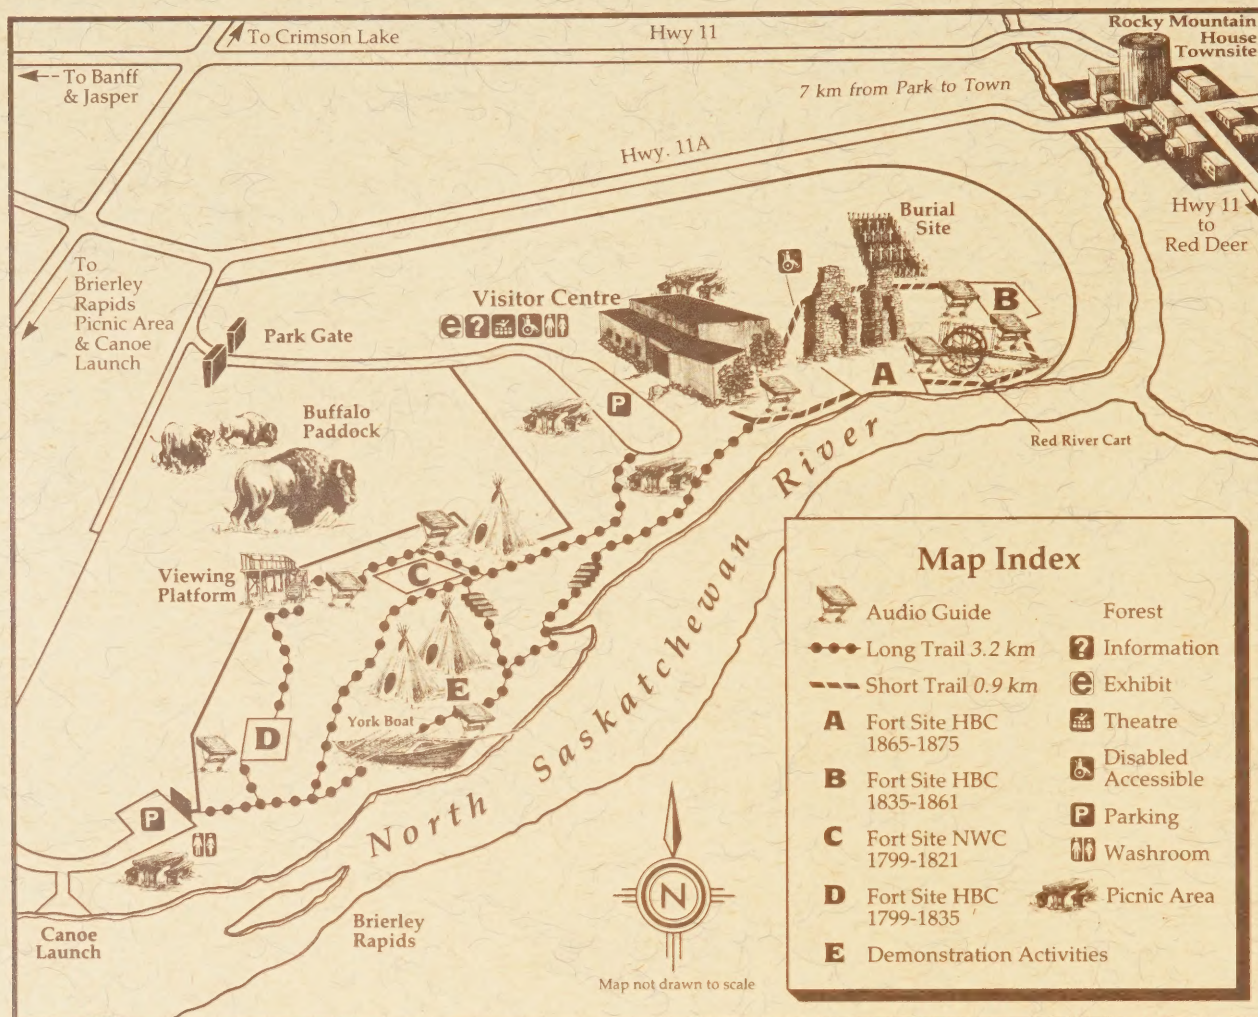 To Crimson Lake
Hwy 11
Rocky Mountain
House
Townsite
To Banff
& Jasper
7 km from Park to Town
Hwy. 11A
Hwy 11
to
Red Deer
Burial
Site
To
Brierley
Rapids
Picnic Area
& Canoe
Launch
Park Gate
Visitor Centre
e ?
B
A
P
Red River Cart
Buffalo
Paddock
Viewing
Platform
C
E
York Boat
D
P
North Saskatchewan River
Canoe
Launch
Brierley
Rapids
N
Map not drawn to scale
Map Index
Audio Guide
Long Trail 3.2 km
Short Trail 0.9 km
A Fort Site HBC
1865-1875
B Fort Site HBC
1835-1861
C Fort Site NWC
1799-1821
D Fort Site HBC
1799-1835
E Demonstration Activities
Forest
? Information
e Exhibit
Theatre
Disabled
Accessible
P Parking
Washroom
Picnic Area